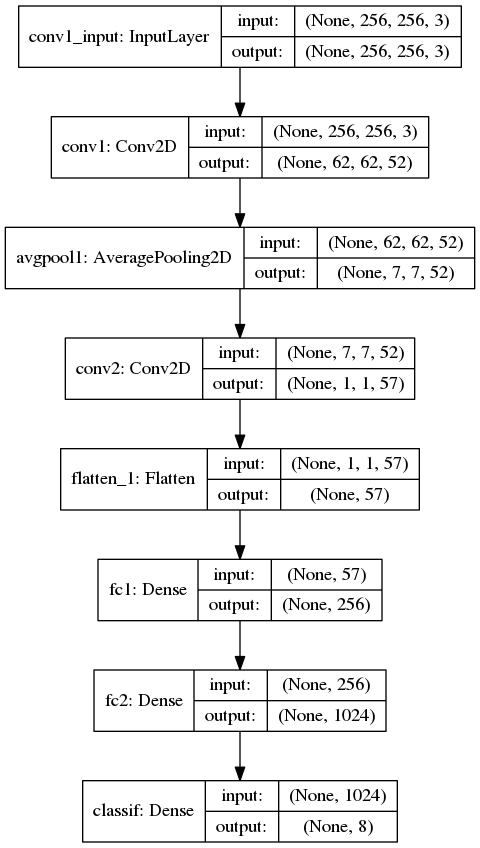 conv1_input: InputLayer
input: (None, 256, 256, 3)
output: (None, 256, 256, 3)
conv1: Conv2D
input: (None, 256, 256, 3)
output: (None, 62, 62, 52)
avgpool1: AveragePooling2D
input: (None, 62, 62, 52)
output: (None, 7, 7, 52)
conv2: Conv2D
input: (None, 7, 7, 52)
output: (None, 1, 1, 57)
flatten_1: Flatten
input: (None, 1, 1, 57)
output: (None, 57)
fc1: Dense
input: (None, 57)
output: (None, 256)
fc2: Dense
input: (None, 256)
output: (None, 1024)
classif: Dense
input: (None, 1024)
output: (None, 8)